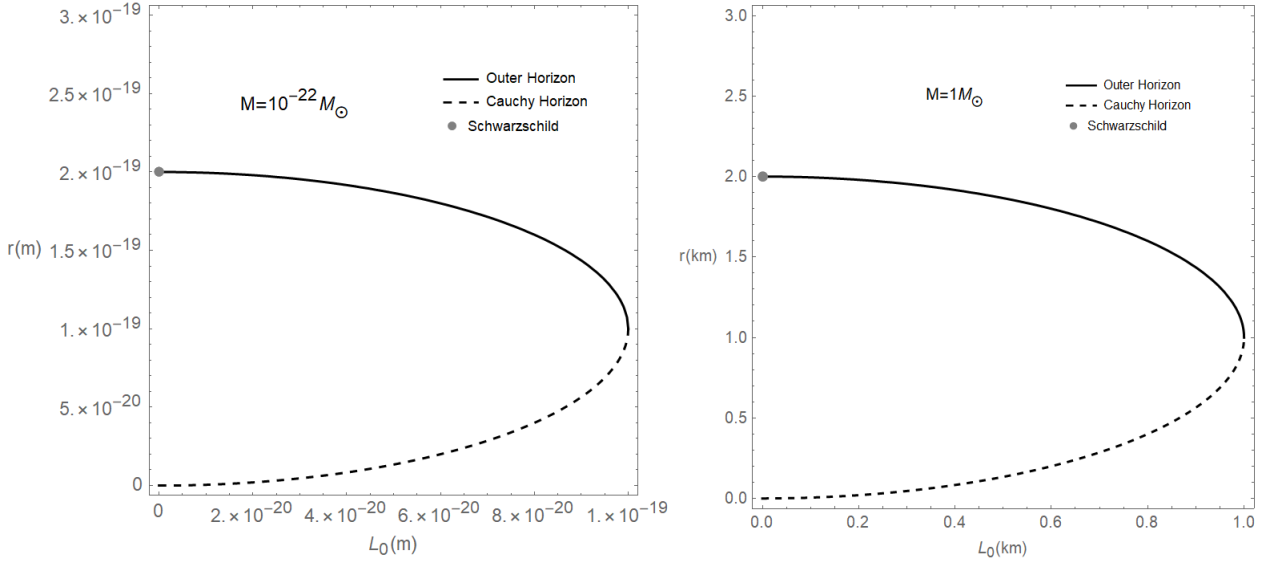 3.×10⁻¹⁹
2.5×10⁻¹⁹
2.×10⁻¹⁹
1.5×10⁻¹⁹
1.×10⁻¹⁹
5.×10⁻²⁰
0
r(m)
M=10⁻²² M☉
Outer Horizon
Cauchy Horizon
Schwarzschild
0
2.×10⁻²⁰
4.×10⁻²⁰
6.×10⁻²⁰
8.×10⁻²⁰
1.×10⁻¹⁹
L₀(m)
3.0
2.5
2.0
1.5
1.0
0.5
0.0
r(km)
M=1M☉
Outer Horizon
Cauchy Horizon
Schwarzschild
0.0
0.2
0.4
0.6
0.8
1.0
L₀(km)